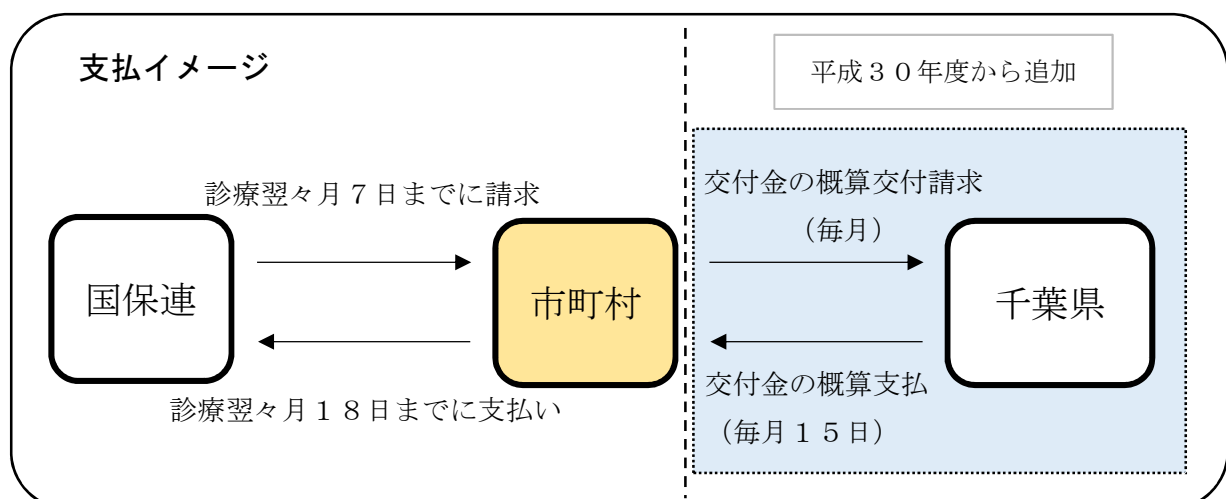 支払イメージ
平成３０年度から追加
診療翌々月７日までに請求
交付金の概算交付請求
（毎月）
国保連
市町村
千葉県
診療翌々月１８日までに支払い
交付金の概算支払
（毎月１５日）